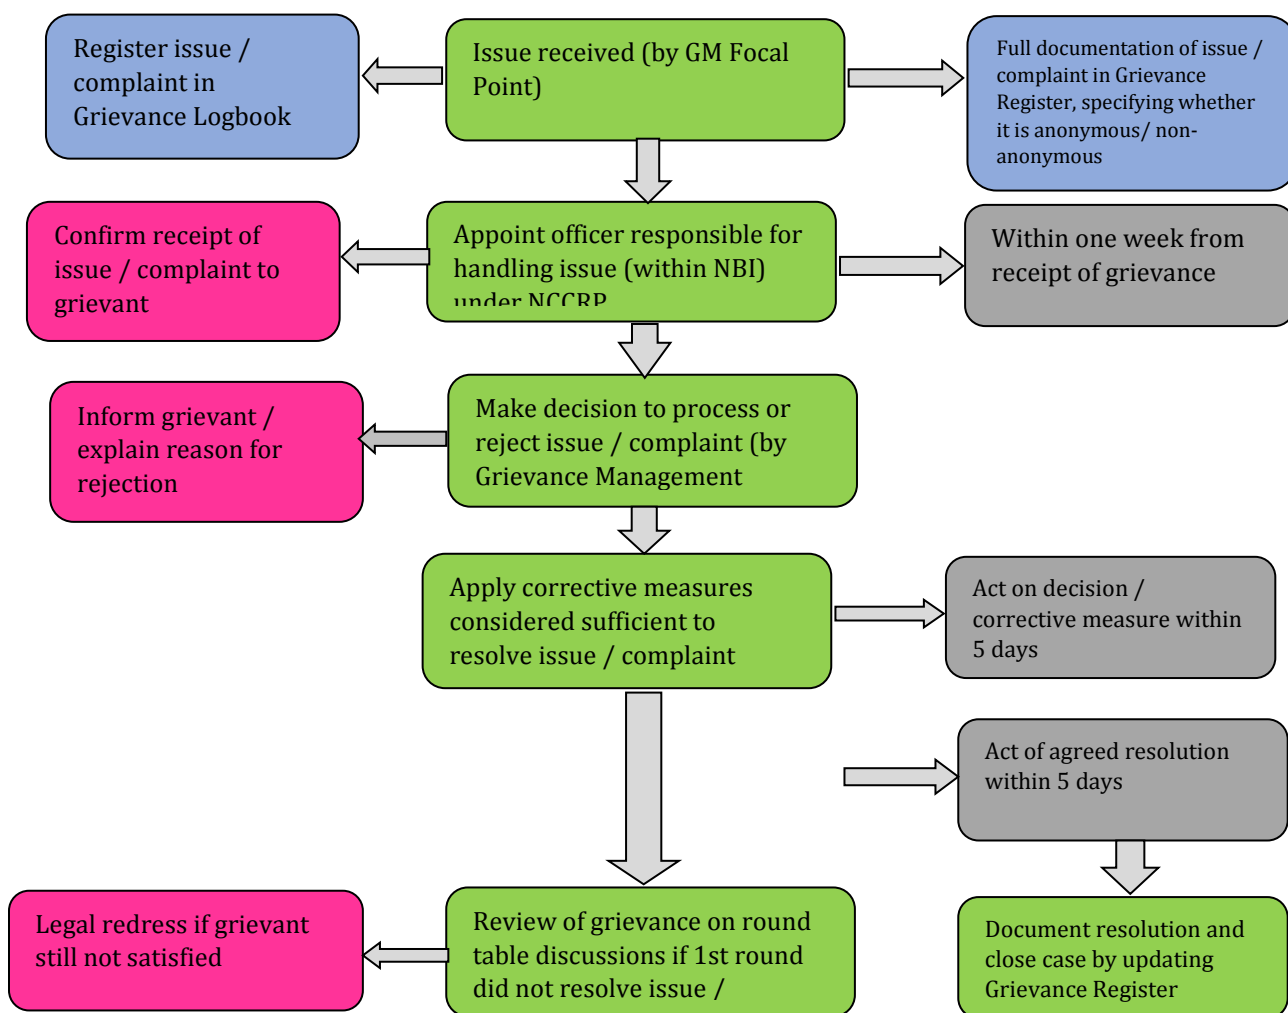 Register issue /
complaint in
Grievance Logbook
Issue received (by GM Focal
Point)
Full documentation of issue /
complaint in Grievance
Register, specifying whether
it is anonymous/ non-
anonymous
Confirm receipt of
issue / complaint to
grievant
Appoint officer responsible for
handling issue (within NBI)
under NCCRP
Within one week from
receipt of grievance
Inform grievant /
explain reason for
rejection
Make decision to process or
reject issue / complaint (by
Grievance Management
Apply corrective measures
considered sufficient to
resolve issue / complaint
Act on decision /
corrective measure within
5 days
Act of agreed resolution
within 5 days
Legal redress if grievant
still not satisfied
Review of grievance on round
table discussions if 1st round
did not resolve issue /
Document resolution and
close case by updating
Grievance Register